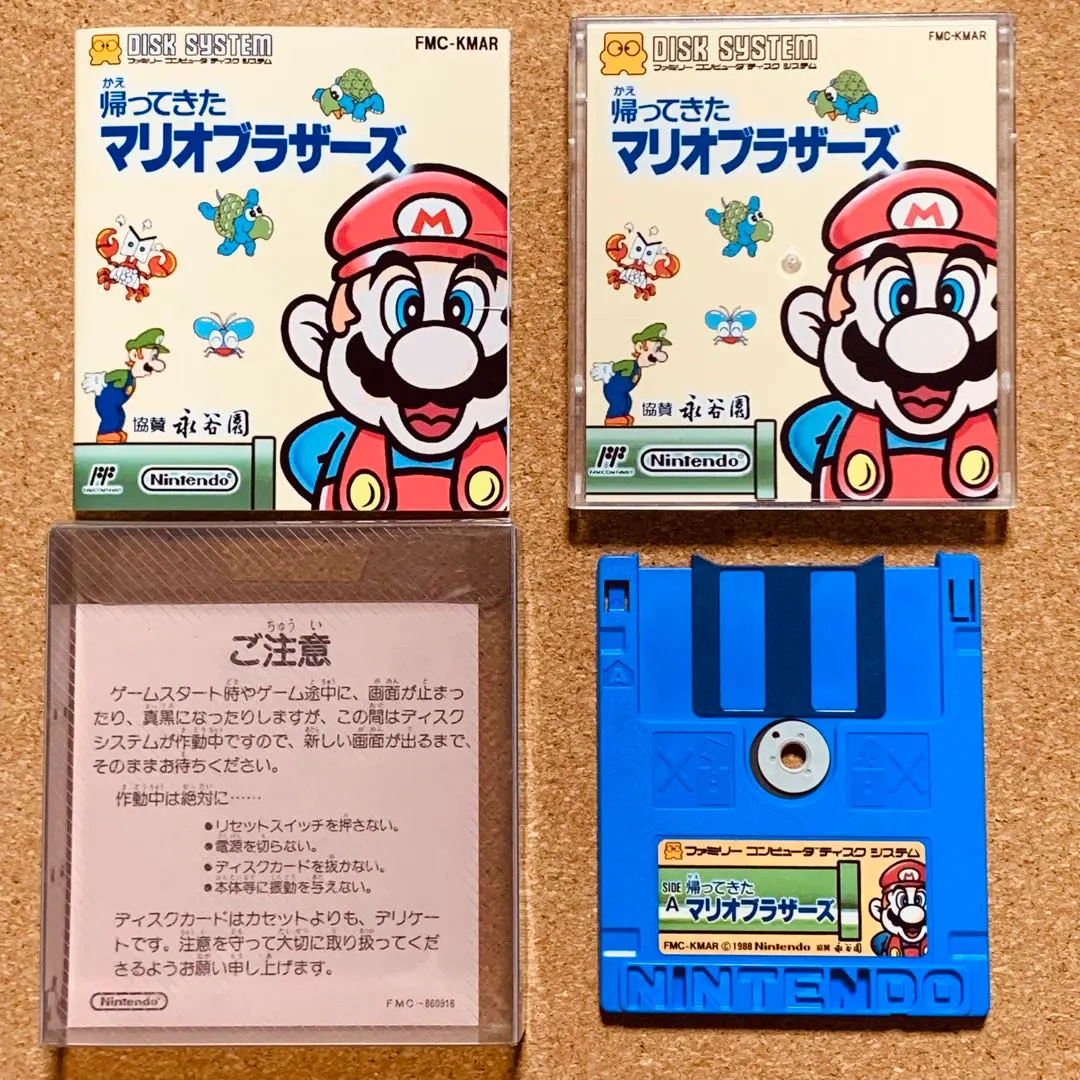 DISK SYSTEM
FMC-KMAR
ファミリー コンピュータ ディスク システム
かえ
帰ってきた
マリオブラザーズ
M
協賛 永谷園
FAMICOM FAMILY
Nintendo
DISK SYSTEM
FMC-KMAR
ファミリー コンピュータ ディスク システム
かえ
帰ってきた
マリオブラザーズ
M
協賛 永谷園
FAMICOM FAMILY
Nintendo
ちゅう い
ご注意
ゲームスタート時やゲーム途中に、画面が止まっ
たり、真黒になったりしますが、この間はディスク
システムが作動中ですので、新しい画面が出るまで、
そのままお待ちください。
作動中は絶対に……
●リセットスイッチを押さない。
●電源を切らない。
●ディスクカードを抜かない。
●本体等に振動を与えない。
ディスクカードはカセットよりも、デリケー
トです。注意を守って大切に取り扱ってくだ
さるようお願い申し上げます。
Nintendo
FMC-860916
A
ファミリー コンピュータ ディスク システム
SIDE A
かえ
帰ってきた
マリオブラザーズ
M
FMC-KMAR © 1988 Nintendo 協賛 永谷園
NINTENDO